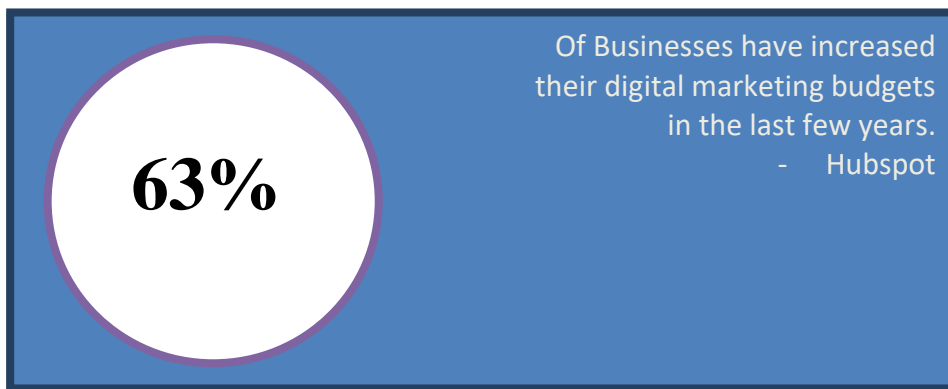 63%
Of Businesses have increased
their digital marketing budgets
in the last few years.
- Hubspot